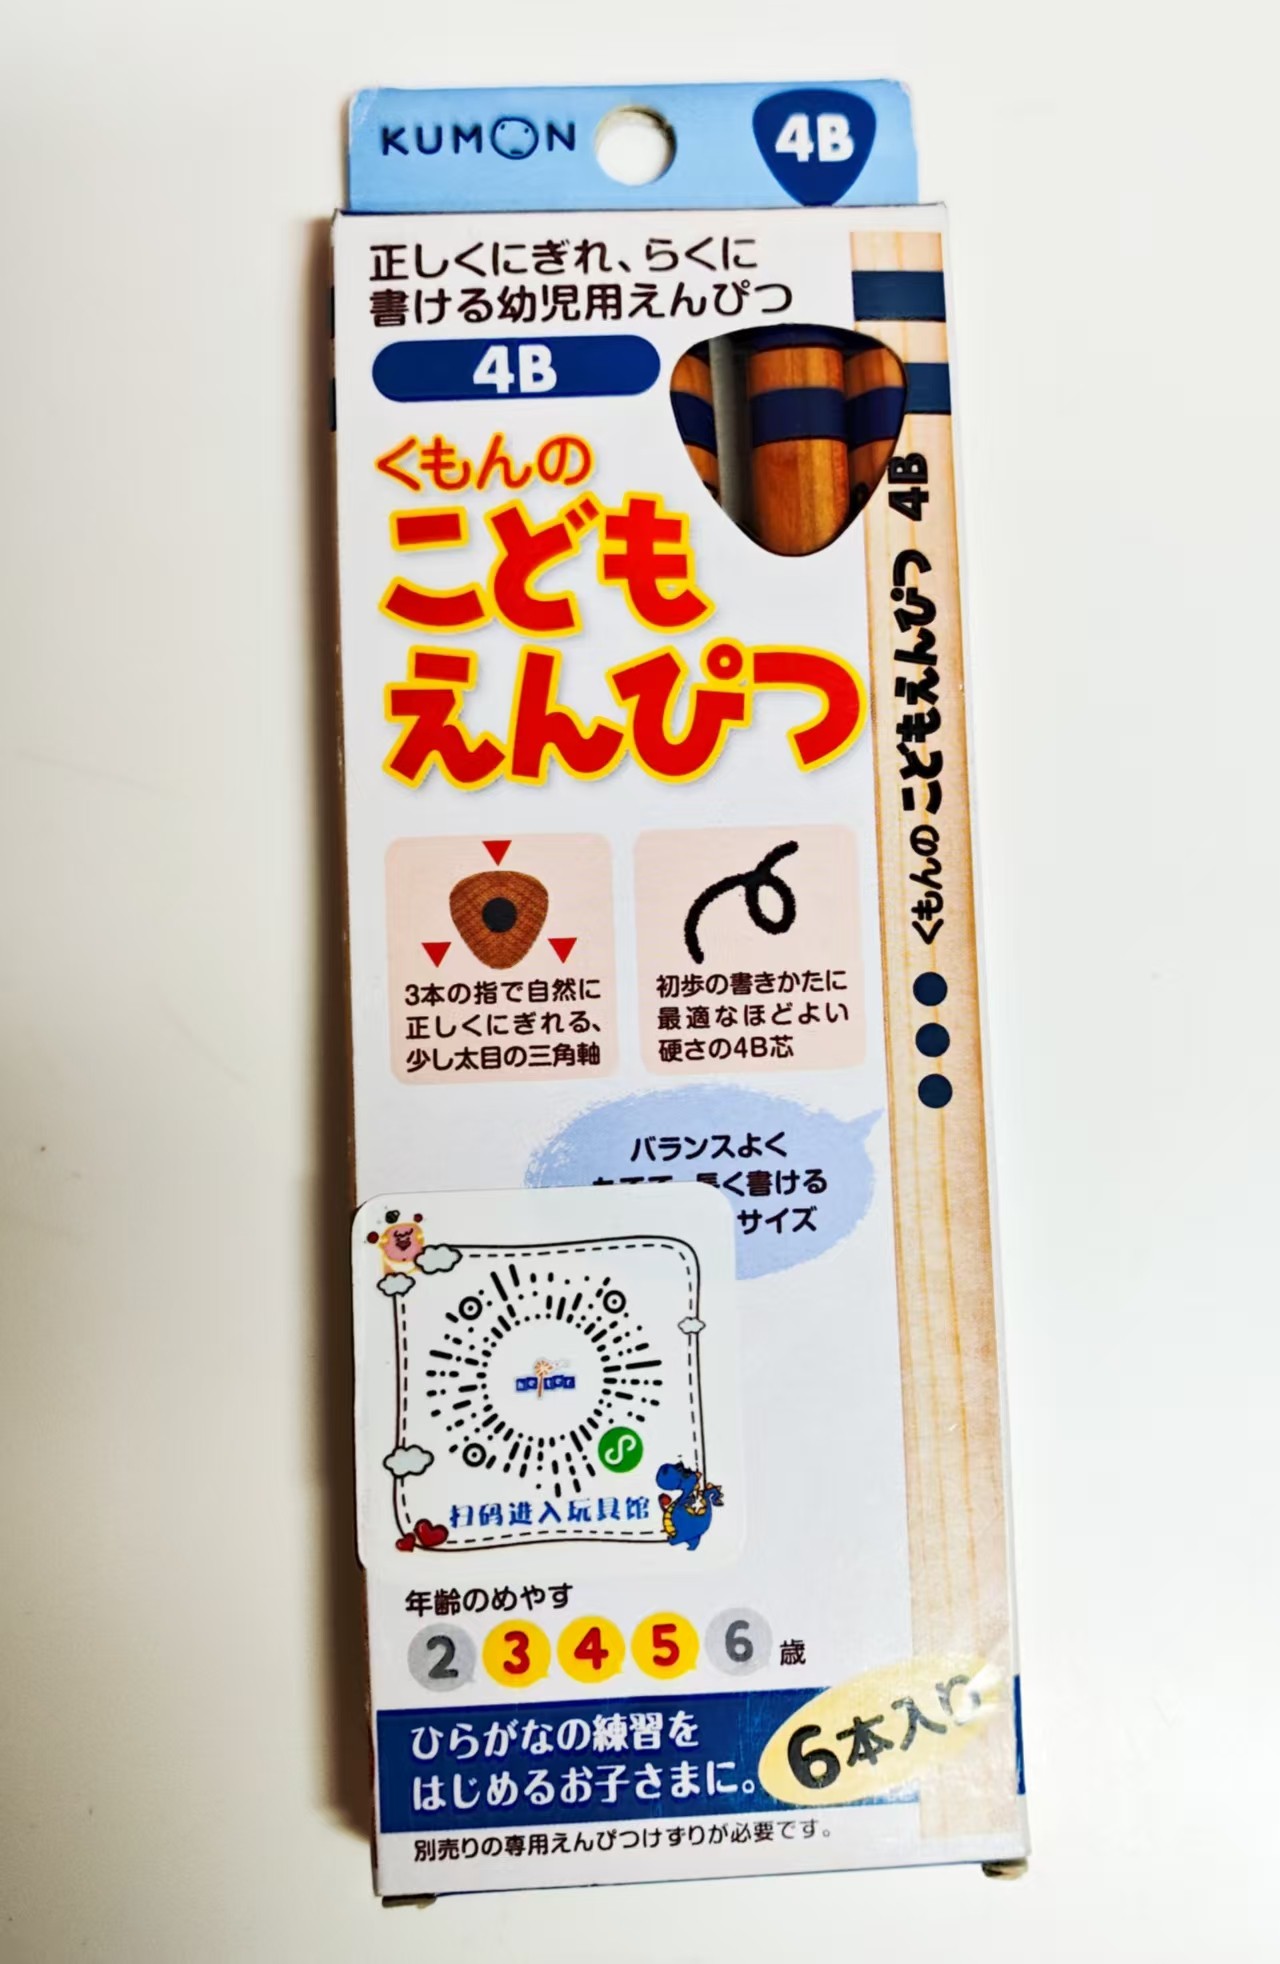 KUMON
4B
正しくにぎれ、らくに
書ける幼児用えんぴつ
4B
くもんの
こども
えんぴつ
くもんの こどもえんぴつ 4B
3本の指で自然に
正しくにぎれる、
少し太目の三角軸
初歩の書きかたに
最適なほどよい
硬さの4B芯
バランスよく
長く書ける
サイズ
扫码进入玩具馆
年齢のめやす
2 3 4 5 6 歳
ひらがなの練習を
はじめるお子さまに。
6本入り
別売りの専用えんぴつけずりが必要です。